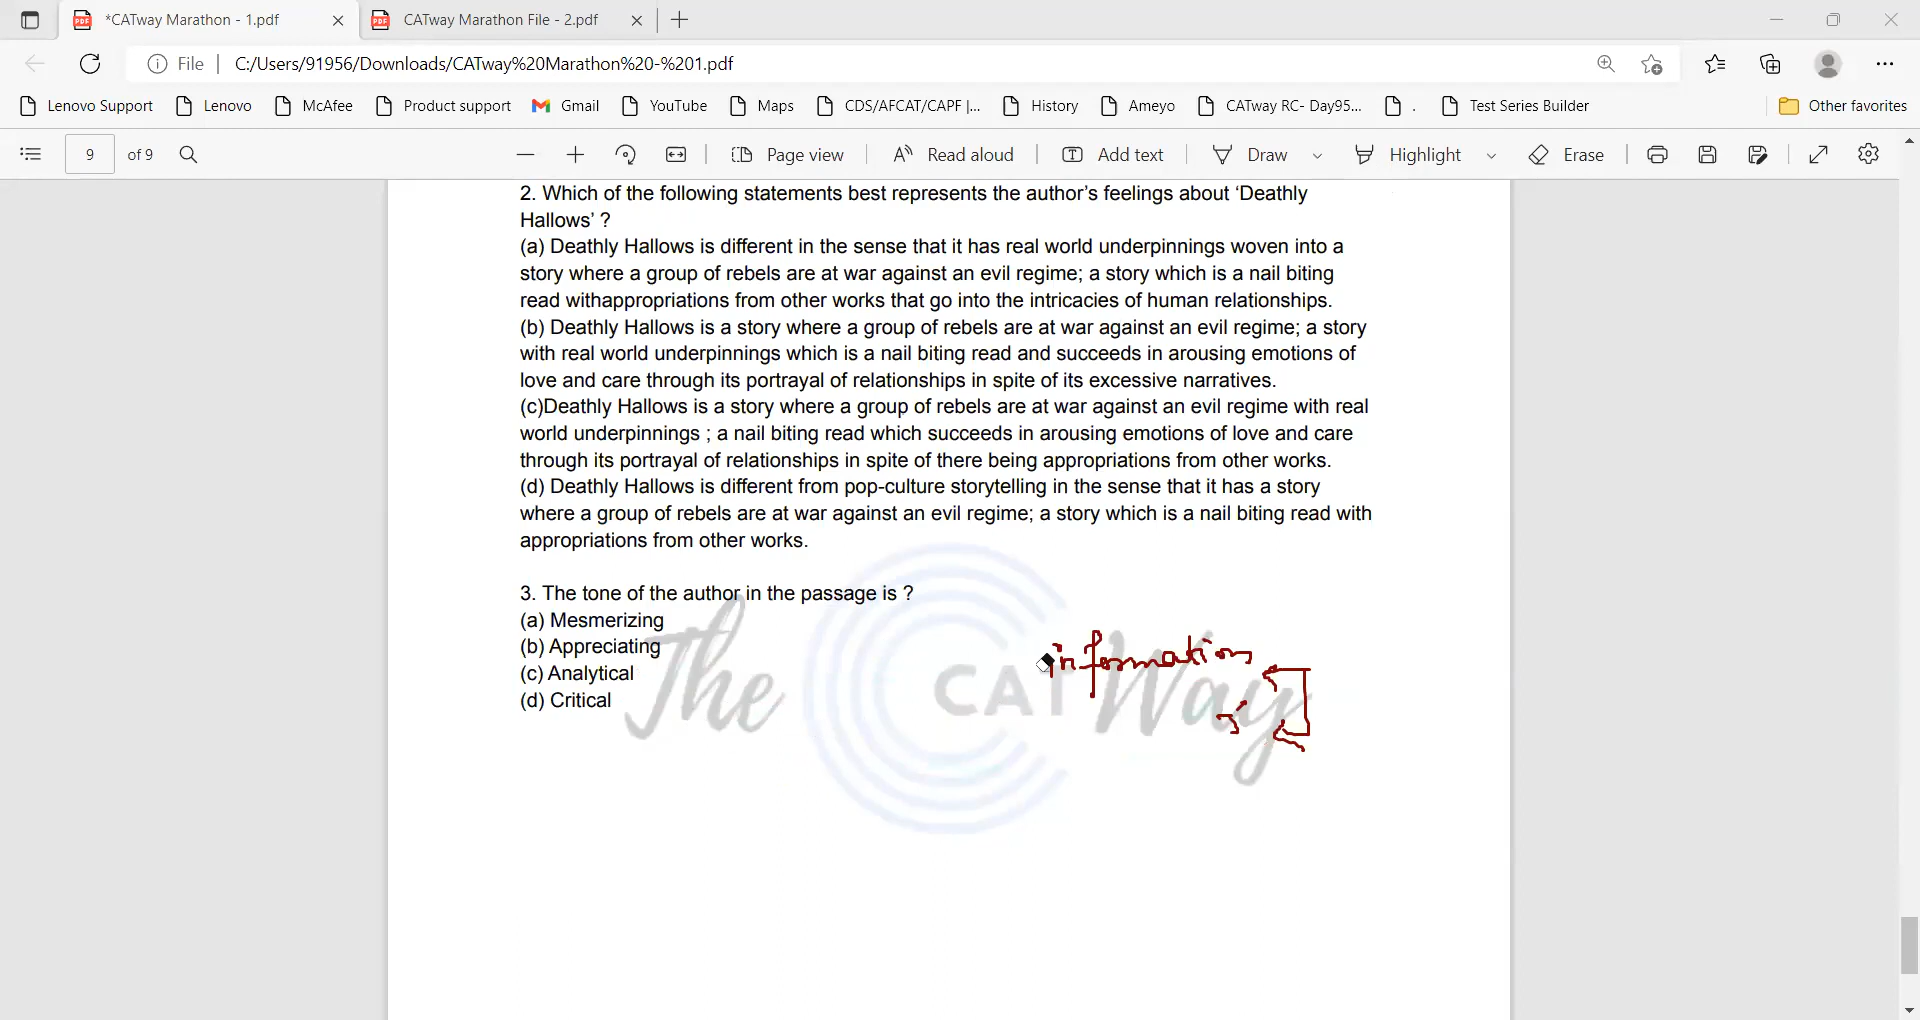 *CATway Marathon - 1.pdf
CATway Marathon File - 2.pdf
File | C:/Users/91956/Downloads/CATway%20Marathon%20-%201.pdf
Lenovo Support Lenovo McAfee Product support Gmail YouTube Maps CDS/AFCAT/CAPF |... History Ameyo CATway RC- Day95... . Test Series Builder Other favorites
9 of 9 Page view Read aloud Add text Draw Highlight Erase
2. Which of the following statements best represents the author’s feelings about ‘Deathly
Hallows’ ?
(a) Deathly Hallows is different in the sense that it has real world underpinnings woven into a
story where a group of rebels are at war against an evil regime; a story which is a nail biting
read withappropriations from other works that go into the intricacies of human relationships.
(b) Deathly Hallows is a story where a group of rebels are at war against an evil regime; a story
with real world underpinnings which is a nail biting read and succeeds in arousing emotions of
love and care through its portrayal of relationships in spite of its excessive narratives.
(c)Deathly Hallows is a story where a group of rebels are at war against an evil regime with real
world underpinnings ; a nail biting read which succeeds in arousing emotions of love and care
through its portrayal of relationships in spite of there being appropriations from other works.
(d) Deathly Hallows is different from pop-culture storytelling in the sense that it has a story
where a group of rebels are at war against an evil regime; a story which is a nail biting read with
appropriations from other works.
3. The tone of the author in the passage is ?
(a) Mesmerizing
(b) Appreciating
(c) Analytical
(d) Critical
information
The CAT Way